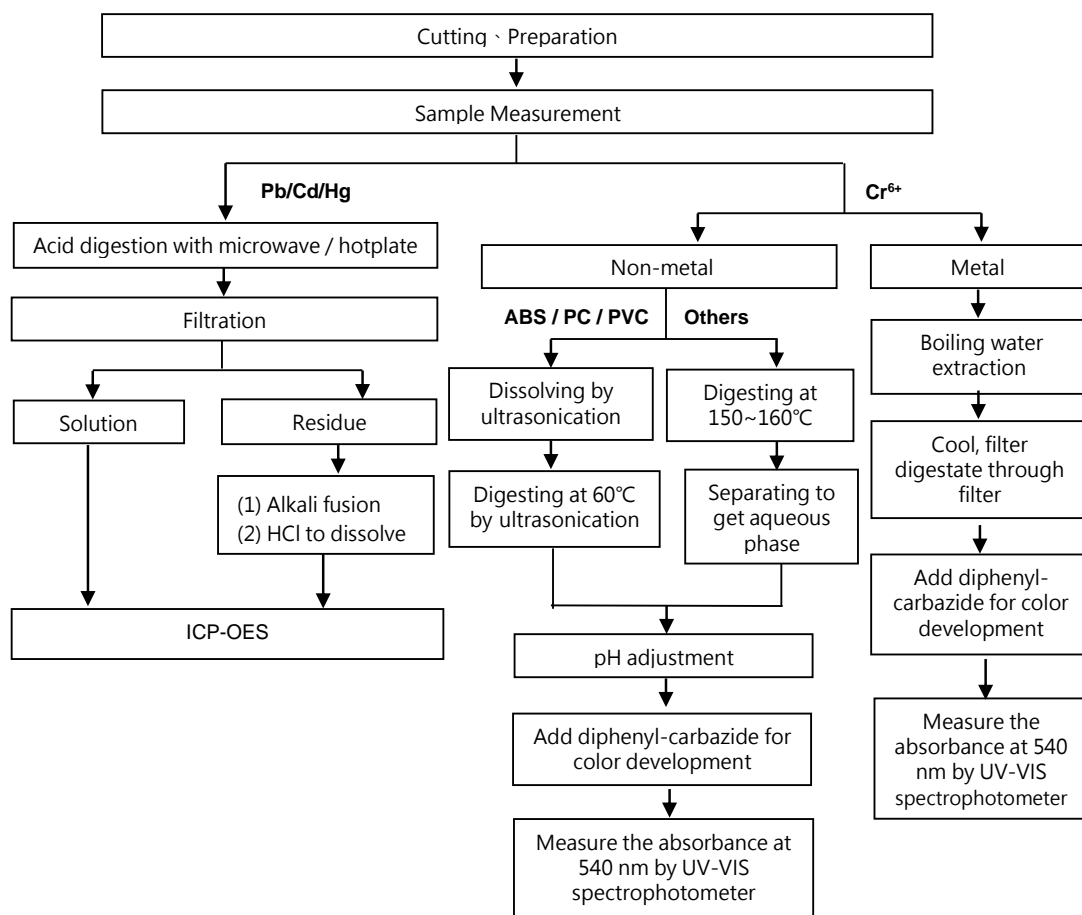 Cutting、Preparation
Sample Measurement
Pb/Cd/Hg
Cr⁶⁺
Acid digestion with microwave / hotplate
Non-metal
Metal
Filtration
ABS / PC / PVC
Others
Boiling water
extraction
Dissolving by
ultrasonication
Digesting at
150~160℃
Solution
Residue
Cool, filter
digestate through
filter
(1) Alkali fusion
(2) HCl to dissolve
Digesting at 60℃
by ultrasonication
Separating to
get aqueous
phase
Add diphenyl-
carbazide for color
development
ICP-OES
pH adjustment
Add diphenyl-carbazide for
color development
Measure the
absorbance at 540
nm by UV-VIS
spectrophotometer
Measure the absorbance at
540 nm by UV-VIS
spectrophotometer